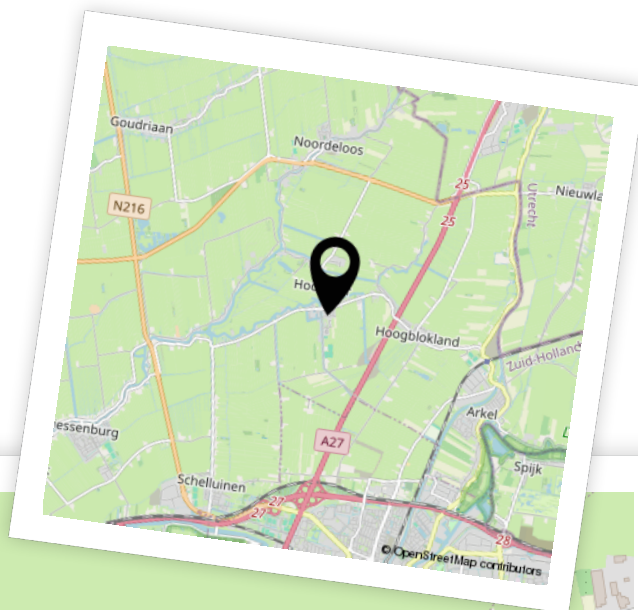 Goudriaan
Noordeloos
25
Nieuwla
N216
Utrecht
25
Hoo
Hoogblokland
Zuid-Holland
Arkel
essenburg
A27
Spijk
Schelluinen
27
27
28
© OpenStreetMap contributors